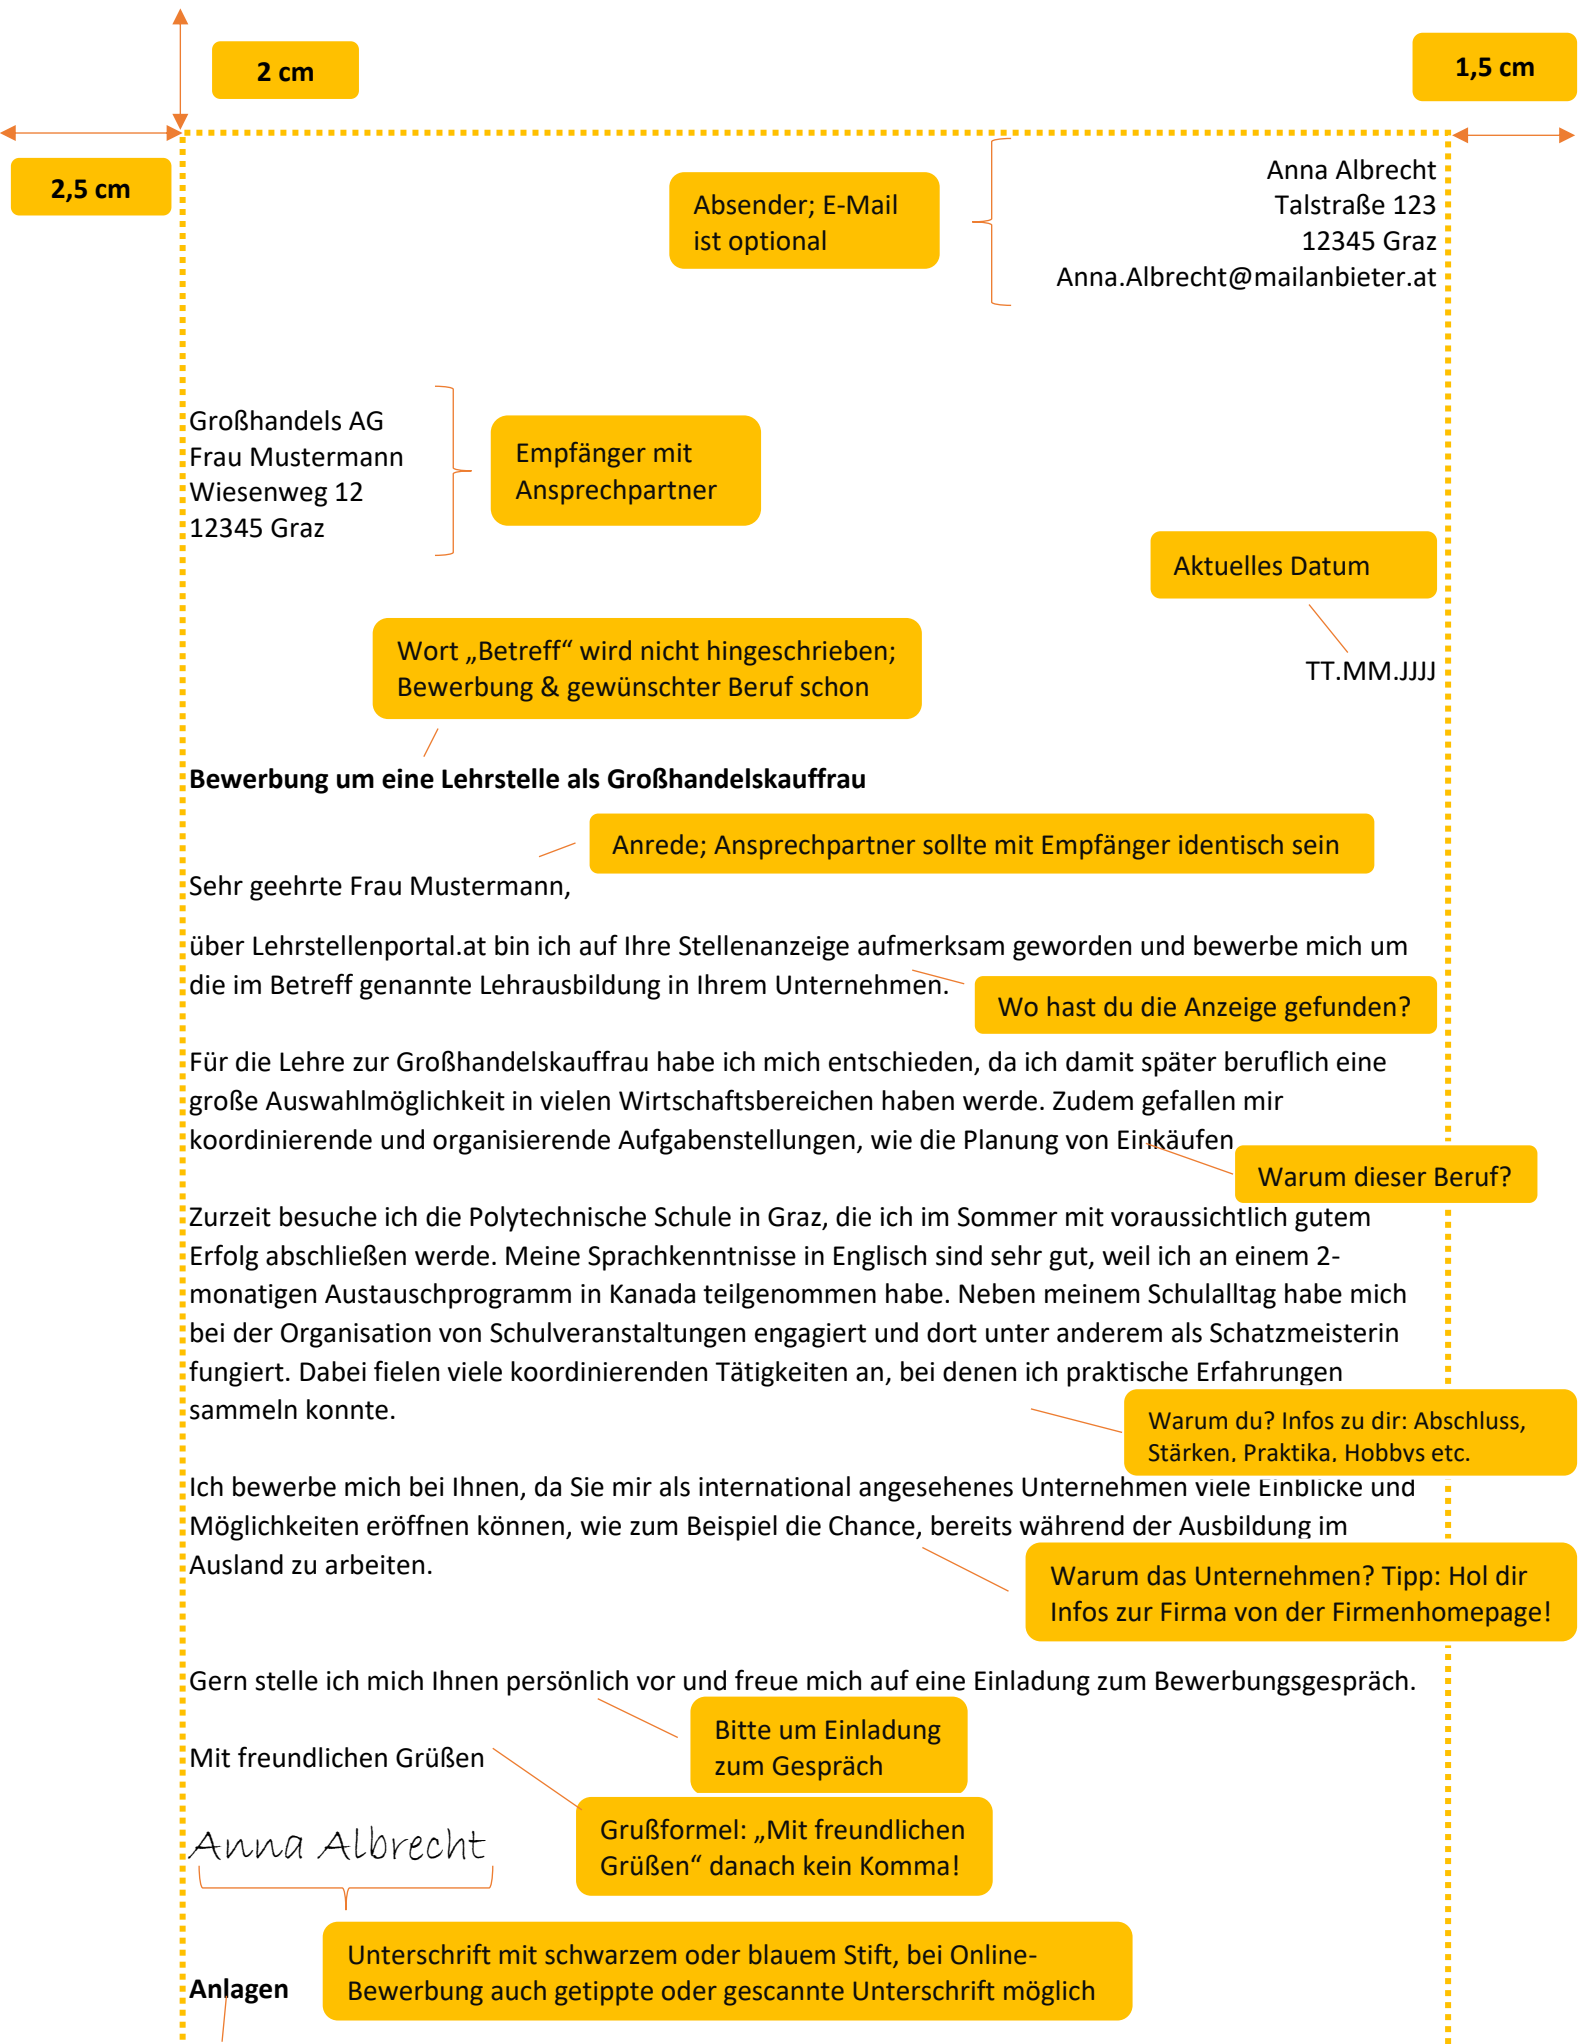 2 cm
1,5 cm
2,5 cm
Absender; E-Mail
ist optional
Anna Albrecht
Talstraße 123
12345 Graz
Anna.Albrecht@mailanbieter.at
Großhandels AG
Frau Mustermann
Wiesenweg 12
12345 Graz
Empfänger mit
Ansprechpartner
Aktuelles Datum
TT.MM.JJJJ
Wort „Betreff“ wird nicht hingeschrieben;
Bewerbung & gewünschter Beruf schon
Bewerbung um eine Lehrstelle als Großhandelskauffrau
Anrede; Ansprechpartner sollte mit Empfänger identisch sein
Sehr geehrte Frau Mustermann,
über Lehrstellenportal.at bin ich auf Ihre Stellenanzeige aufmerksam geworden und bewerbe mich um
die im Betreff genannte Lehrausbildung in Ihrem Unternehmen.
Wo hast du die Anzeige gefunden?
Für die Lehre zur Großhandelskauffrau habe ich mich entschieden, da ich damit später beruflich eine
große Auswahlmöglichkeit in vielen Wirtschaftsbereichen haben werde. Zudem gefallen mir
koordinierende und organisierende Aufgabenstellungen, wie die Planung von Einkäufen
Warum dieser Beruf?
Zurzeit besuche ich die Polytechnische Schule in Graz, die ich im Sommer mit voraussichtlich gutem
Erfolg abschließen werde. Meine Sprachkenntnisse in Englisch sind sehr gut, weil ich an einem 2-
monatigen Austauschprogramm in Kanada teilgenommen habe. Neben meinem Schulalltag habe mich
bei der Organisation von Schulveranstaltungen engagiert und dort unter anderem als Schatzmeisterin
fungiert. Dabei fielen viele koordinierenden Tätigkeiten an, bei denen ich praktische Erfahrungen
sammeln konnte.
Warum du? Infos zu dir: Abschluss,
Stärken, Praktika, Hobbys etc.
Ich bewerbe mich bei Ihnen, da Sie mir als international angesehenes Unternehmen viele Einblicke und
Möglichkeiten eröffnen können, wie zum Beispiel die Chance, bereits während der Ausbildung im
Ausland zu arbeiten.
Warum das Unternehmen? Tipp: Hol dir
Infos zur Firma von der Firmenhomepage!
Gern stelle ich mich Ihnen persönlich vor und freue mich auf eine Einladung zum Bewerbungsgespräch.
Bitte um Einladung
zum Gespräch
Mit freundlichen Grüßen
Grußformel: „Mit freundlichen
Grüßen“ danach kein Komma!
Anna Albrecht
Unterschrift mit schwarzem oder blauem Stift, bei Online-
Bewerbung auch getippte oder gescannte Unterschrift möglich
Anlagen